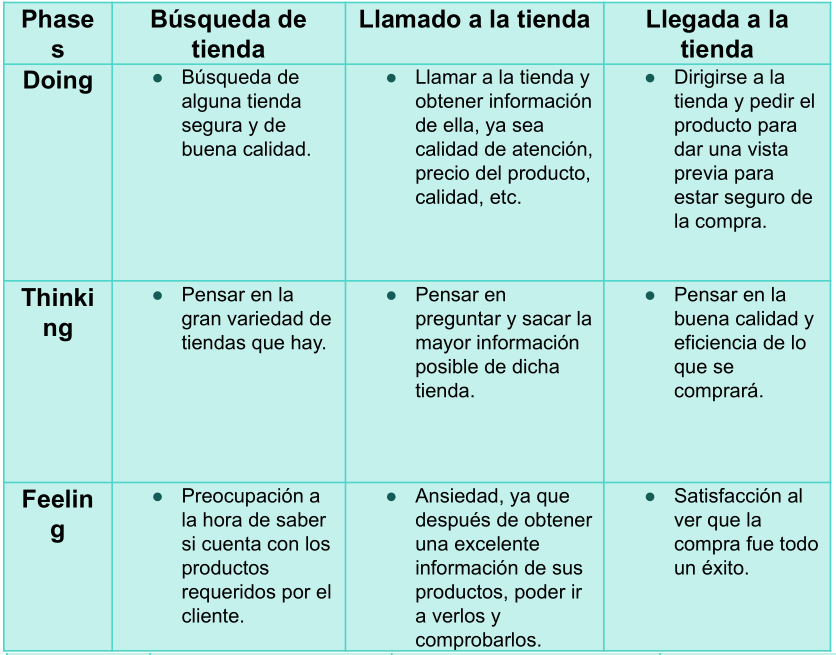 Phase
s
Búsqueda de
tienda
Llamado a la tienda
Llegada a la
tienda
Doing
● Búsqueda de
alguna tienda
segura y de
buena calidad.
● Llamar a la tienda y
obtener información
de ella, ya sea
calidad de atención,
precio del producto,
calidad, etc.
● Dirigirse a la
tienda y pedir el
producto para
dar una vista
previa para
estar seguro de
la compra.
Thinki
ng
● Pensar en la
gran variedad de
tiendas que hay.
● Pensar en
preguntar y sacar la
mayor información
posible de dicha
tienda.
● Pensar en la
buena calidad y
eficiencia de lo
que se
comprará.
Feelin
g
● Preocupación a
la hora de saber
si cuenta con los
productos
requeridos por el
cliente.
● Ansiedad, ya que
después de obtener
una excelente
información de sus
productos, poder ir
a verlos y
comprobarlos.
● Satisfacción al
ver que la
compra fue todo
un éxito.